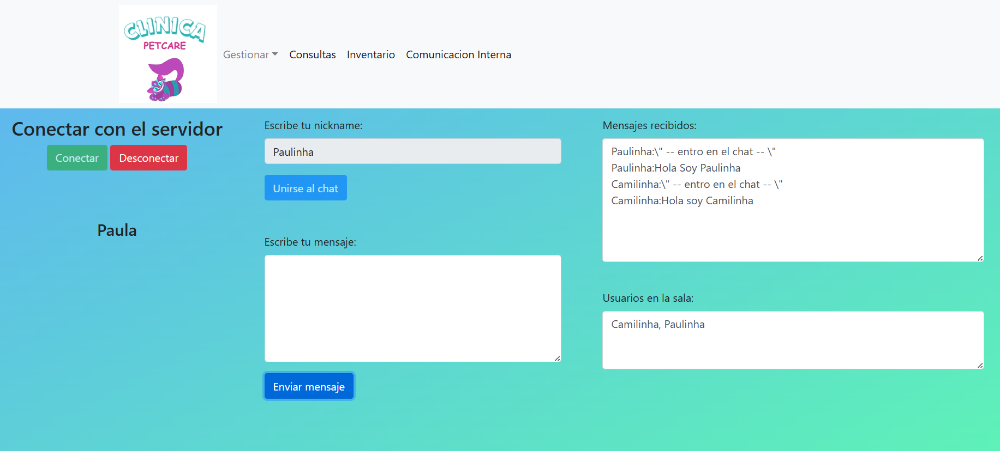 CLINICA
PETCARE
Gestionar
Consultas
Inventario
Comunicacion Interna
Conectar con el servidor
Conectar
Desconectar
Paula
Escribe tu nickname:
Paulinha
Unirse al chat
Escribe tu mensaje:
Enviar mensaje
Mensajes recibidos:
Paulinha:\" -- entro en el chat -- \"
Paulinha:Hola Soy Paulinha
Camilinha:\" -- entro en el chat -- \"
Camilinha:Hola soy Camilinha
Usuarios en la sala:
Camilinha, Paulinha